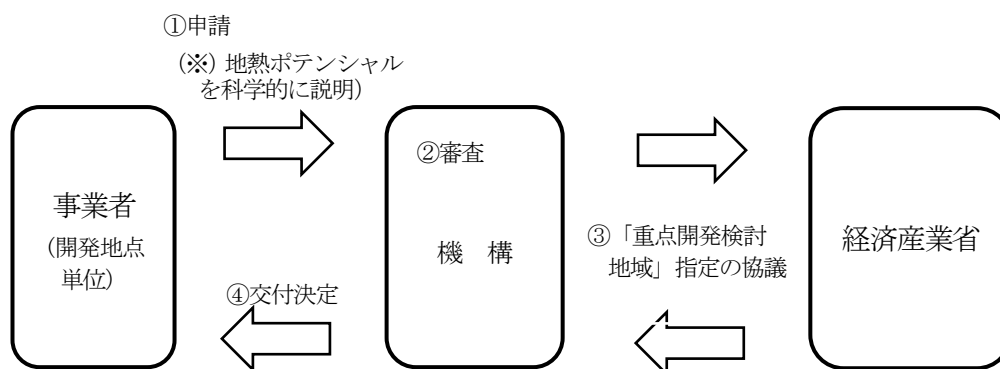 ①申請
(※) 地熱ポテンシャル
を科学的に説明)
事業者
(開発地点
単位)
②審査
機　構
④交付決定
③「重点開発検討
地域」指定の協議
経済産業省